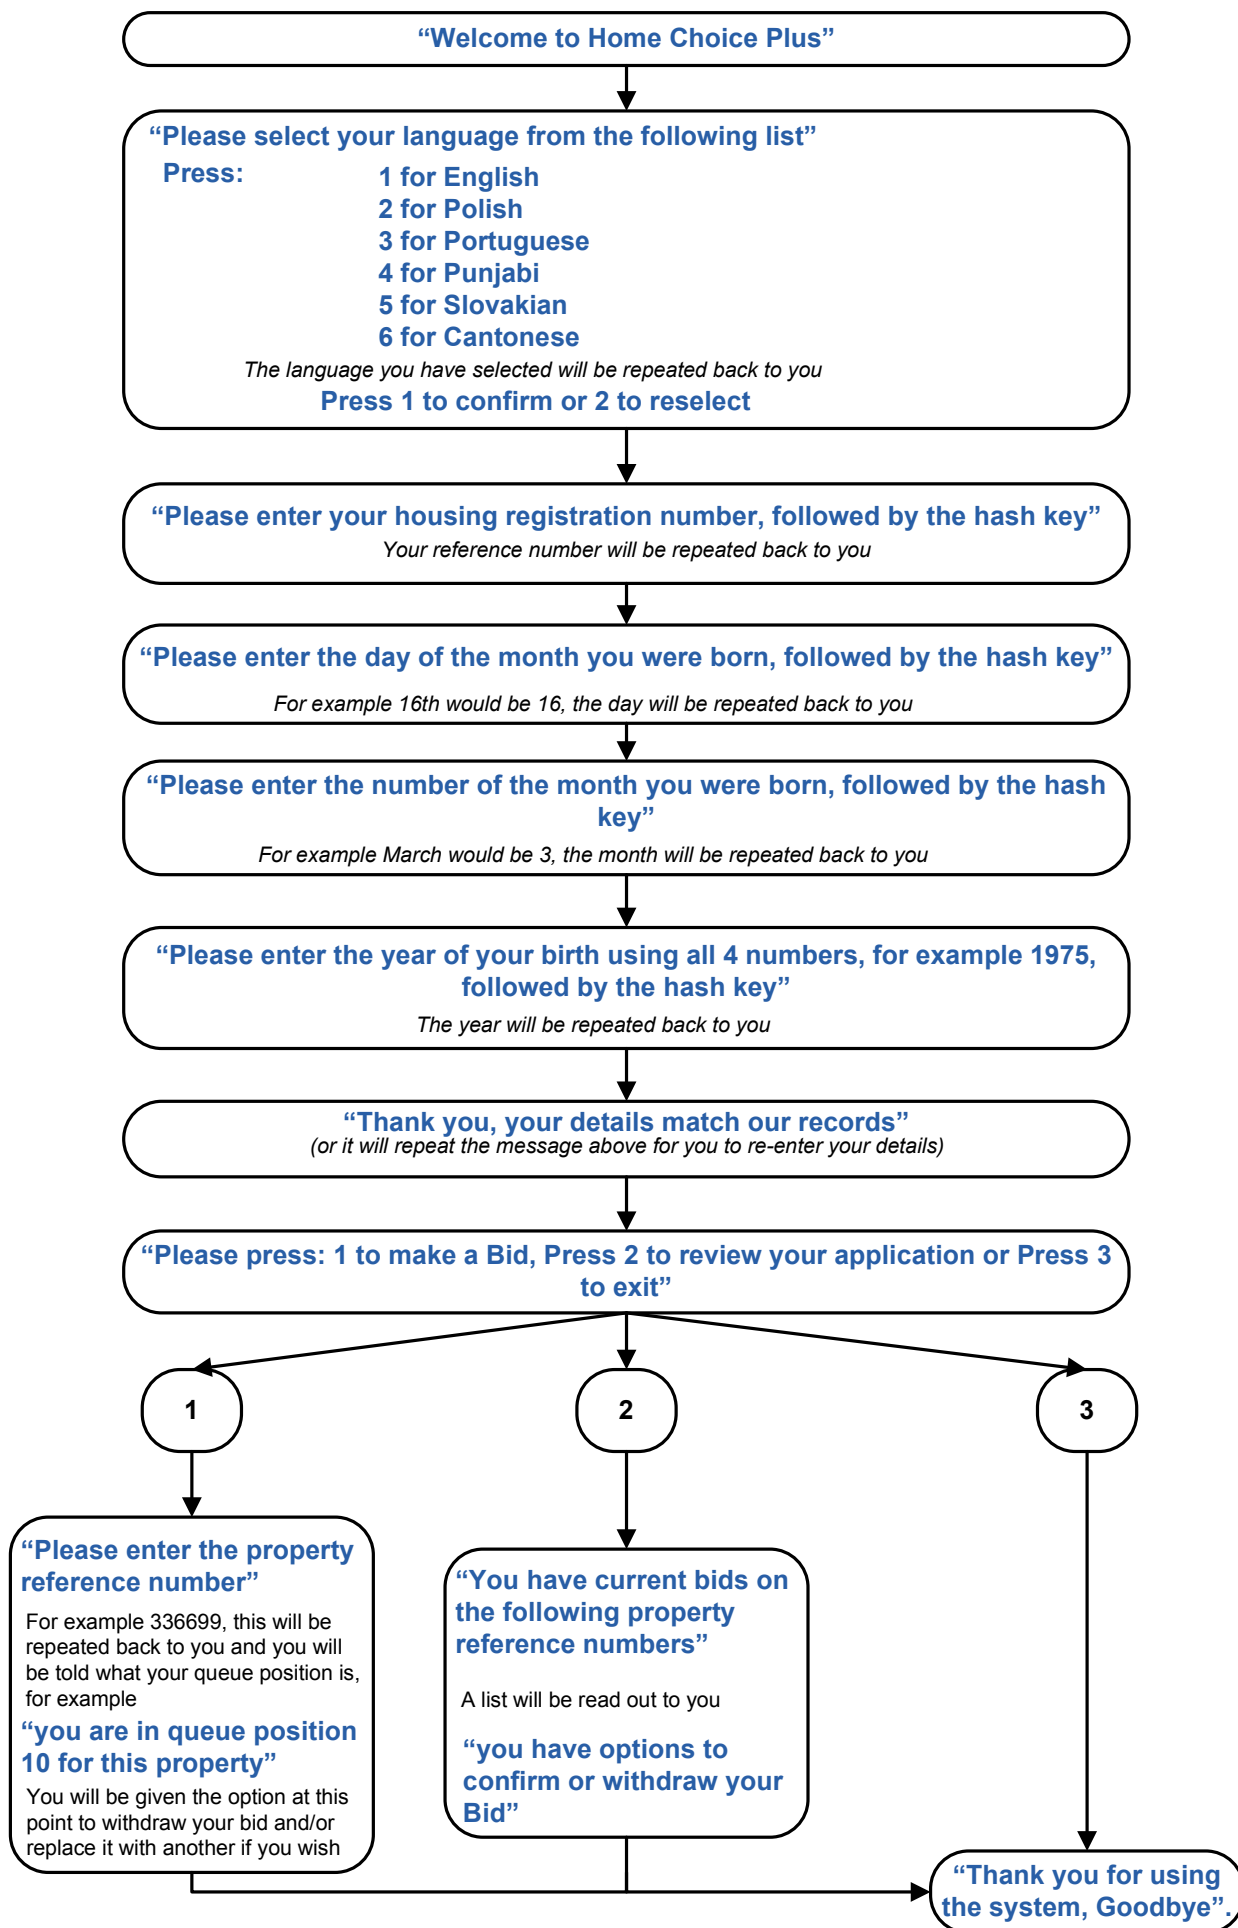 “Welcome to Home Choice Plus”
“Please select your language from the following list”
Press:
1 for English
2 for Polish
3 for Portuguese
4 for Punjabi
5 for Slovakian
6 for Cantonese
The language you have selected will be repeated back to you
Press 1 to confirm or 2 to reselect
“Please enter your housing registration number, followed by the hash key”
Your reference number will be repeated back to you
“Please enter the day of the month you were born, followed by the hash key”
For example 16th would be 16, the day will be repeated back to you
“Please enter the number of the month you were born, followed by the hash
key”
For example March would be 3, the month will be repeated back to you
“Please enter the year of your birth using all 4 numbers, for example 1975,
followed by the hash key”
The year will be repeated back to you
“Thank you, your details match our records”
(or it will repeat the message above for you to re-enter your details)
“Please press: 1 to make a Bid, Press 2 to review your application or Press 3
to exit”
1
2
3
“Please enter the property
reference number”
For example 336699, this will be
repeated back to you and you will
be told what your queue position is,
for example
“you are in queue position
10 for this property”
You will be given the option at this
point to withdraw your bid and/or
replace it with another if you wish
“You have current bids on
the following property
reference numbers”
A list will be read out to you
“you have options to
confirm or withdraw your
Bid”
“Thank you for using
the system, Goodbye”.